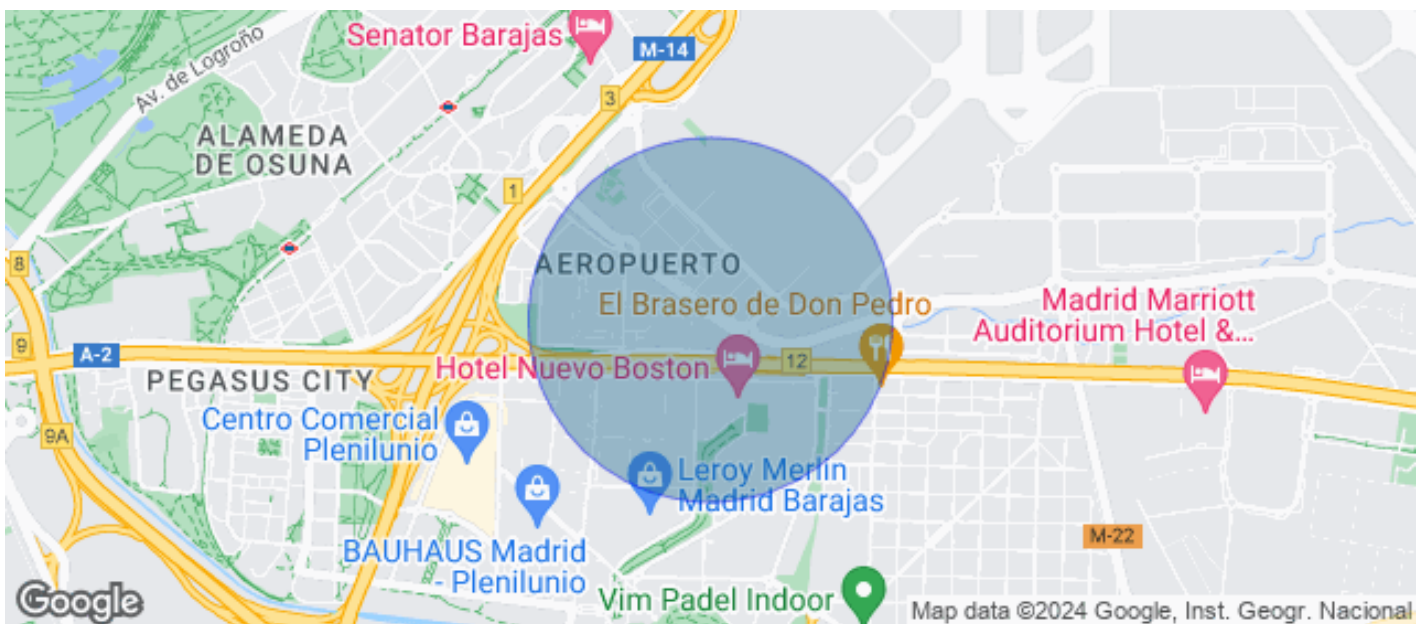 Senator Barajas
M-14
Av. de Logroño
3
ALAMEDA
DE OSUNA
1
AEROPUERTO
8
El Brasero de Don Pedro
Madrid Marriott
Auditorium Hotel &...
9
A-2
Hotel Nuevo Boston
12
PEGASUS CITY
Centro Comercial
Plenilunio
9A
Leroy Merlin
Madrid Barajas
BAUHAUS Madrid
- Plenilunio
M-22
Vim Padel Indoor
Google
Map data ©2024 Google, Inst. Geogr. Nacional